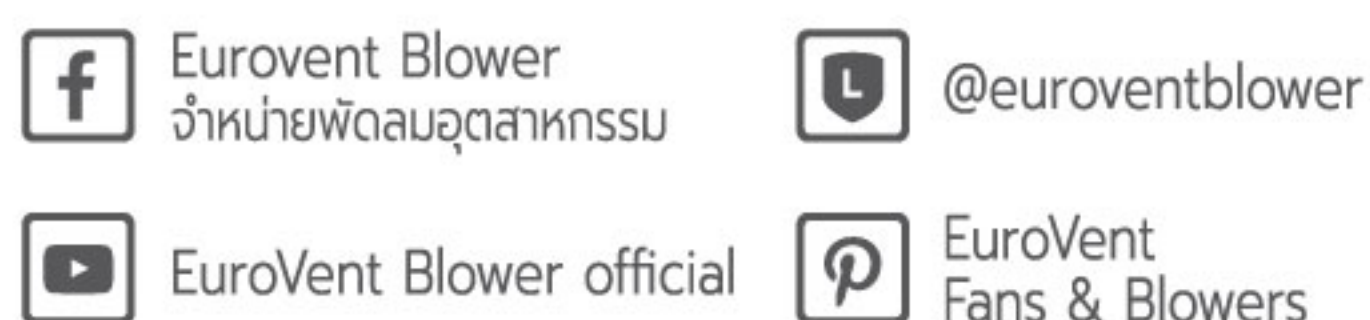 Eurovent Blower
จำหน่ายพัดลมอุตสาหกรรม
L
@euroventblower
EuroVent Blower official
EuroVent
Fans & Blowers